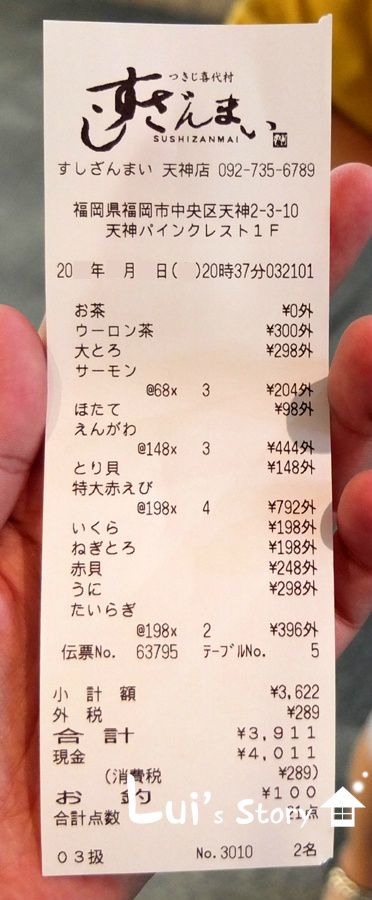 つきじ喜代村
すしざんまい
SUSHIZANMAI
すしざんまい 天神店 092-735-6789
福岡県福岡市中央区天神2-3-10
天神パインクレスト1F
20 年 月 日( )20時37分032101
お茶 ¥0外
ウーロン茶 ¥300外
大とろ ¥298外
サーモン
@68× 3 ¥204外
ほたて ¥98外
えんがわ
@148× 3 ¥444外
とり貝 ¥148外
特大赤えび
@198× 4 ¥792外
いくら ¥198外
ねぎとろ ¥198外
赤貝 ¥248外
うに ¥298外
たいらぎ
@198× 2 ¥396外
伝票No. 63795 テーブルNo. 5
小計額 ¥3,622
外税 ¥289
合計 ¥3,911
現金 ¥4,011
(消費税 ¥289)
お釣 ¥100
合計点数 21点
Lui's Story
03扱 No.3010 2名